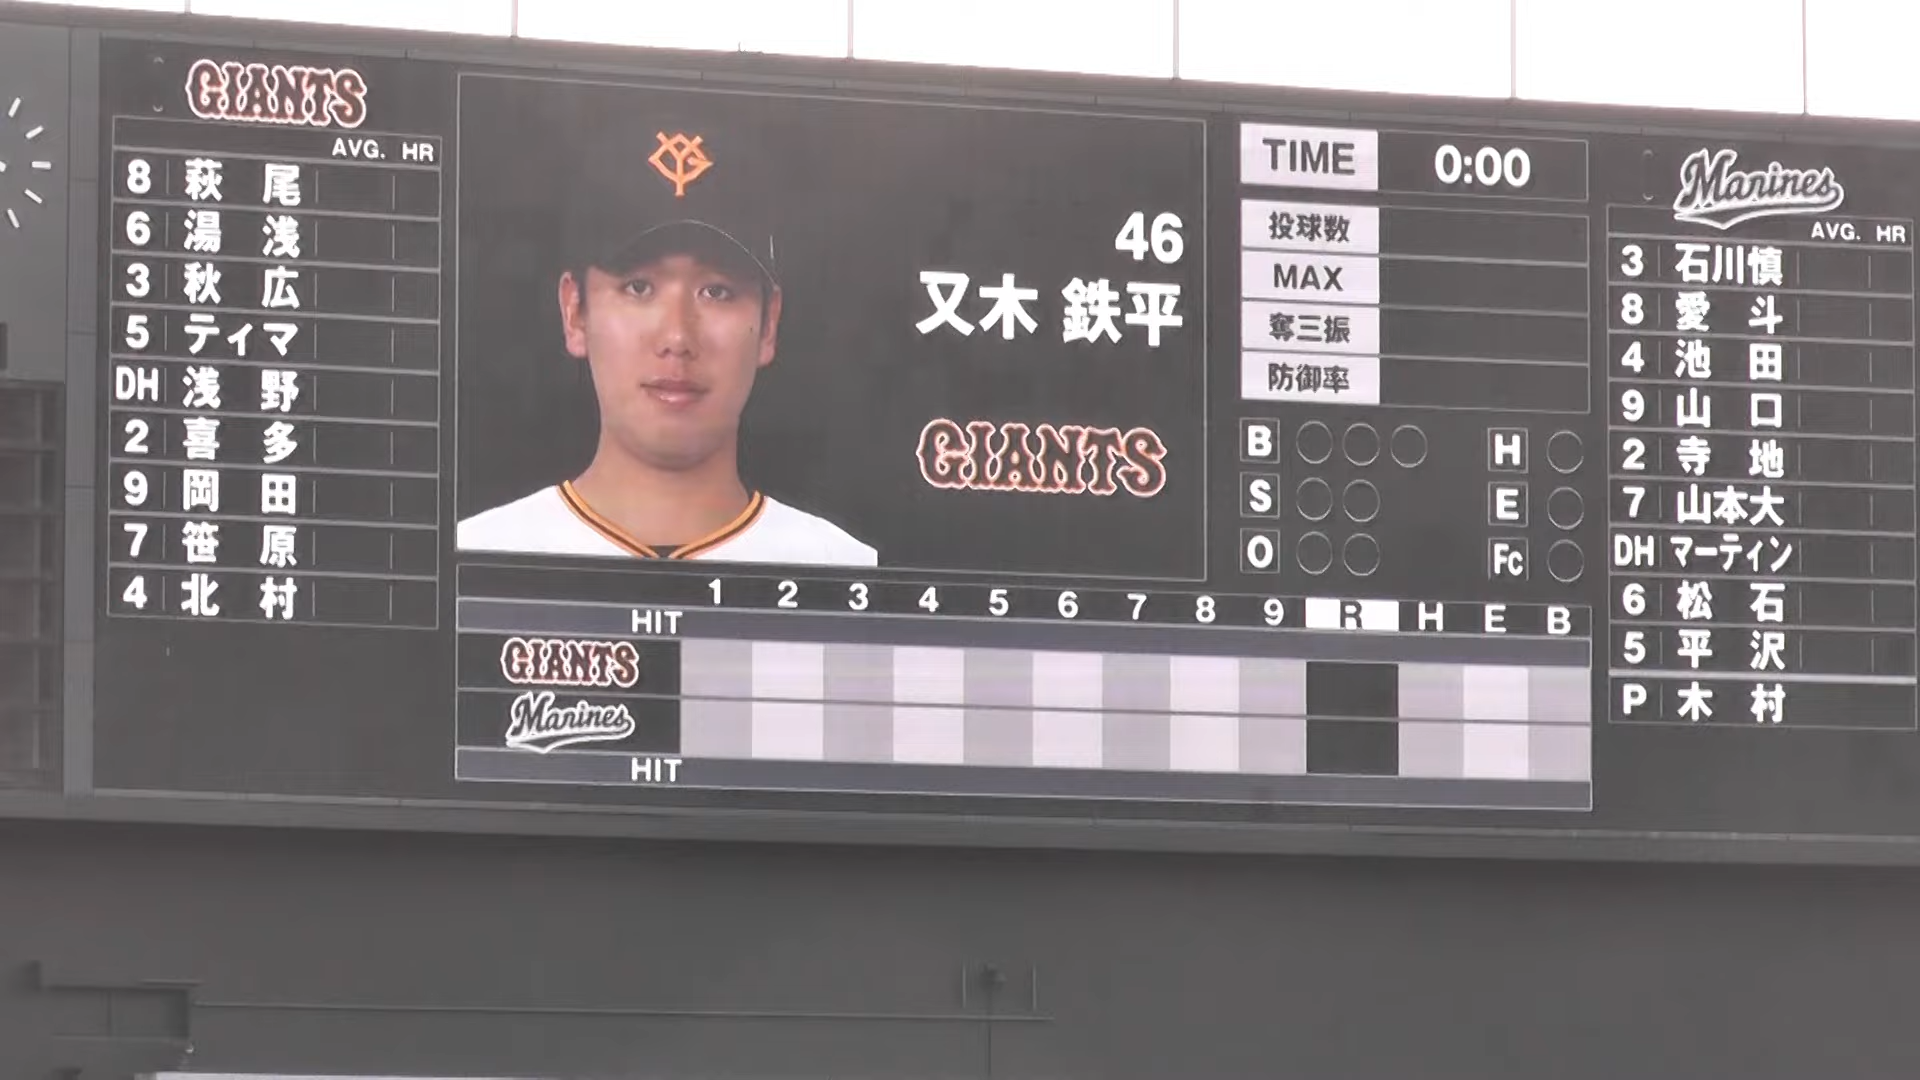 GIANTS
AVG. HR
8 萩尾
6 湯浅
3 秋広
5 ティマ
DH 浅野
2 喜多
9 岡田
7 笹原
4 北村
46
又木 鉄平
GIANTS
TIME 0:00
投球数
MAX
奪三振
防御率
B H
S E
O Fc
1 2 3 4 5 6 7 8 9 R H E B
HIT
GIANTS
Marines
HIT
Marines
AVG. HR
3 石川慎
8 愛斗
4 池田
9 山口
2 寺地
7 山本大
DH マーティン
6 松石
5 平沢
P 木村